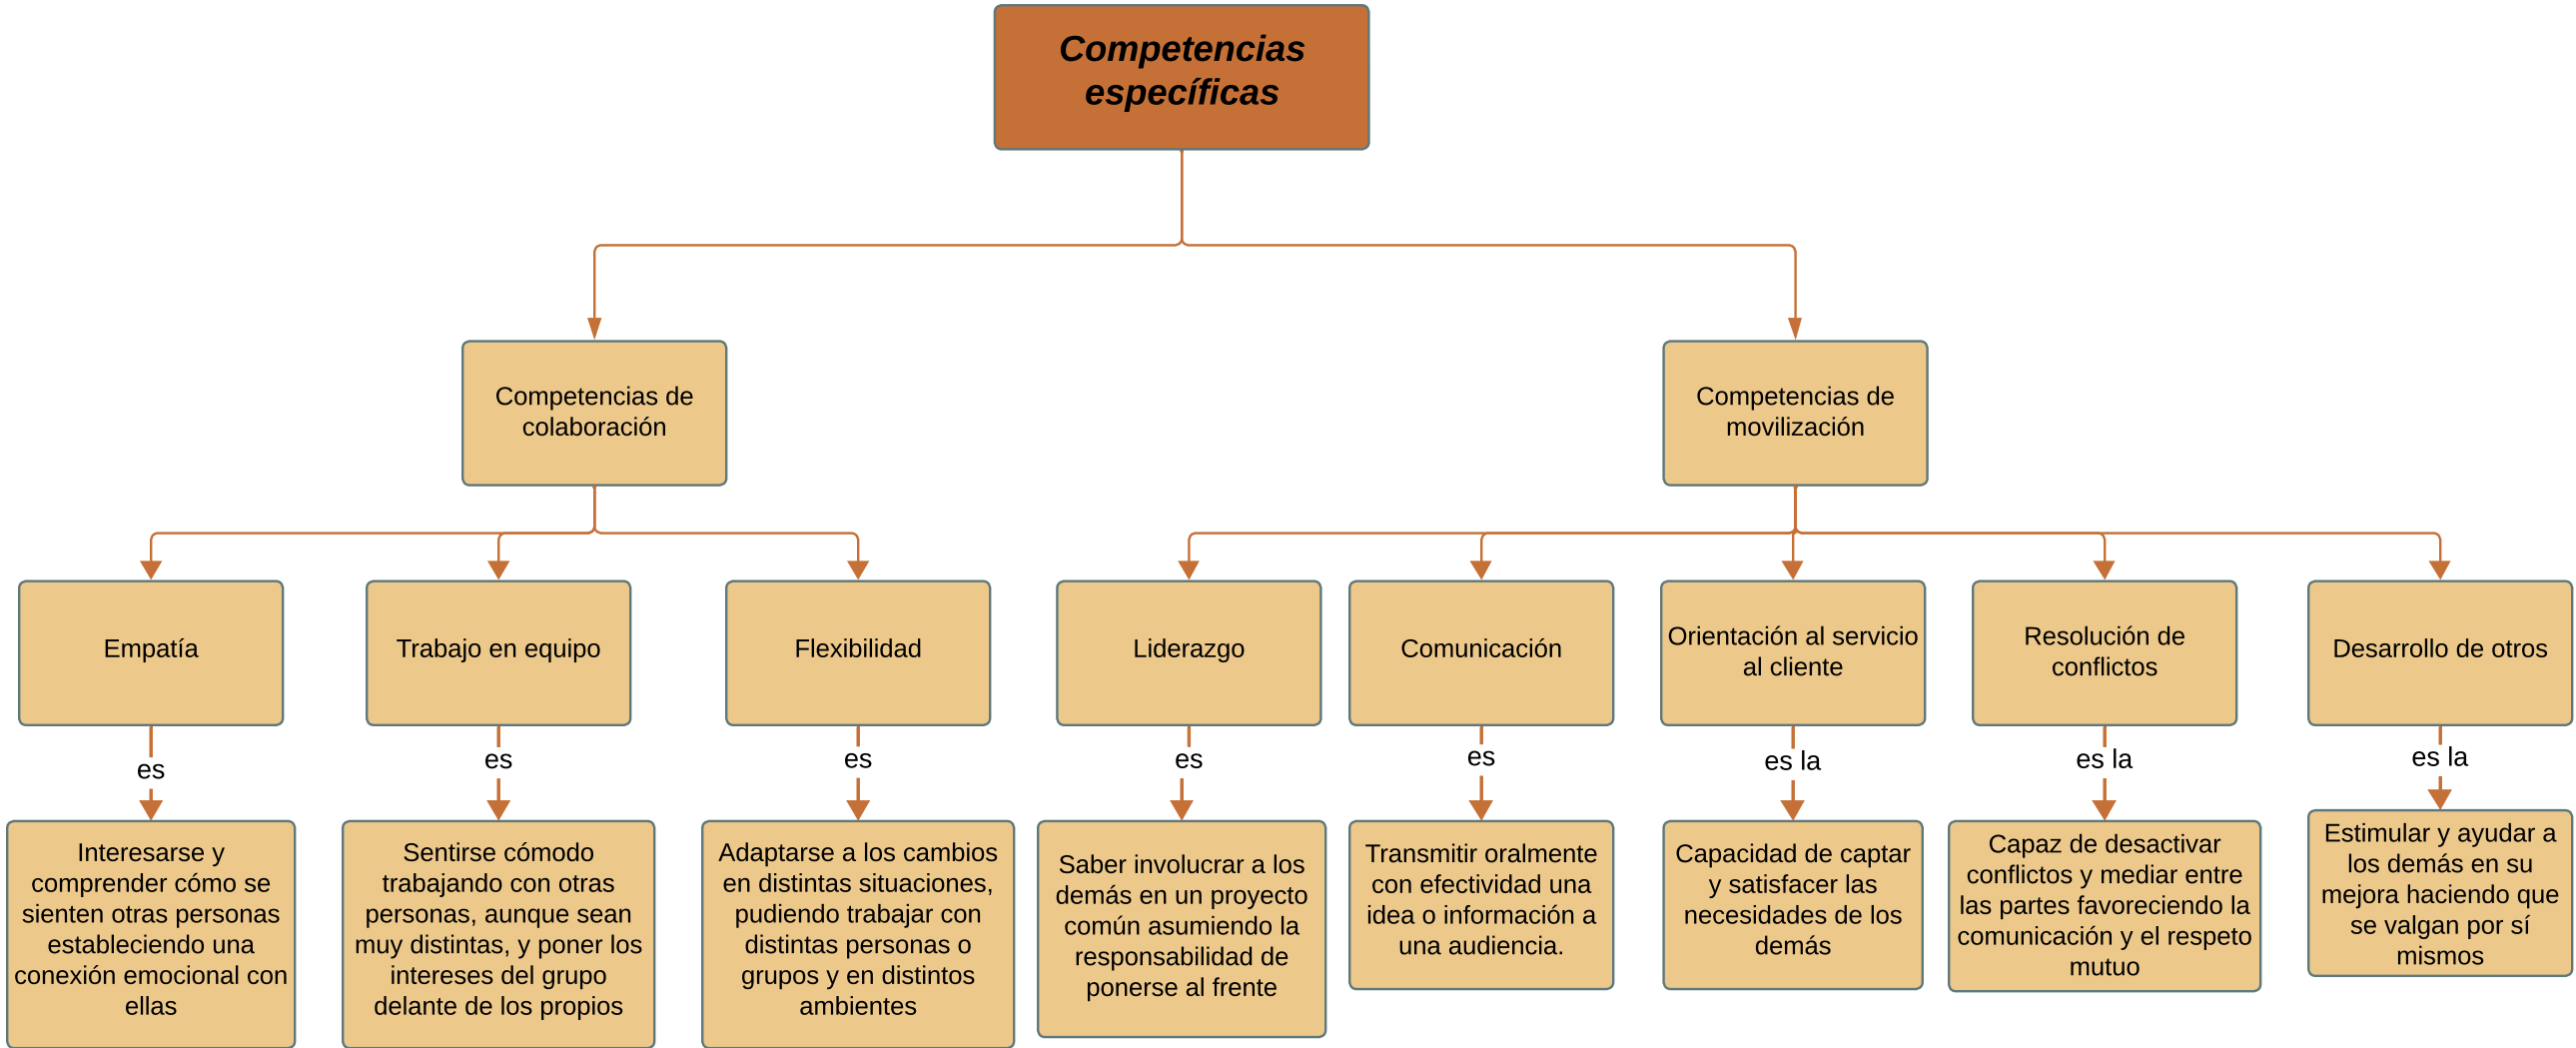 Competencias
específicas
Competencias de
colaboración
Competencias de
movilización
Empatía
Trabajo en equipo
Flexibilidad
Liderazgo
Comunicación
Orientación al servicio
al cliente
Resolución de
conflictos
Desarrollo de otros
es
es
es
es
es
es la
es la
es la
Interesarse y
comprender cómo se
sienten otras personas
estableciendo una
conexión emocional con
ellas
Sentirse cómodo
trabajando con otras
personas, aunque sean
muy distintas, y poner los
intereses del grupo
delante de los propios
Adaptarse a los cambios
en distintas situaciones,
pudiendo trabajar con
distintas personas o
grupos y en distintos
ambientes
Saber involucrar a los
demás en un proyecto
común asumiendo la
responsabilidad de
ponerse al frente
Transmitir oralmente
con efectividad una
idea o información a
una audiencia.
Capacidad de captar
y satisfacer las
necesidades de los
demás
Capaz de desactivar
conflictos y mediar entre
las partes favoreciendo la
comunicación y el respeto
mutuo
Estimular y ayudar a
los demás en su
mejora haciendo que
se valgan por sí
mismos